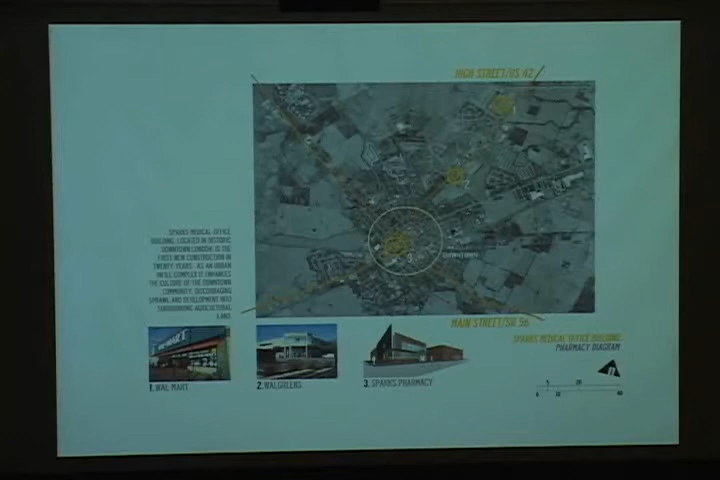 HIGH STREET/US 42
1
2
3
SPARKS MEDICAL OFFICE
BUILDING, LOCATED IN HISTORIC
DOWNTOWN LONDON, IS THE
FIRST NEW CONSTRUCTION IN
TWENTY YEARS. AS AN URBAN
INFILL COMPLEX IT ENHANCES
THE CULTURE OF THE DOWNTOWN
COMMUNITY, DISCOURAGING
SPRAWL AND DEVELOPMENT INTO
SURROUNDING AGRICULTURAL
LAND.
MAIN STREET/SR 56
SPARKS MEDICAL OFFICE BUILDING
PHARMACY DIAGRAM
1. WAL MART
2. WALGREENS
3. SPARKS PHARMACY